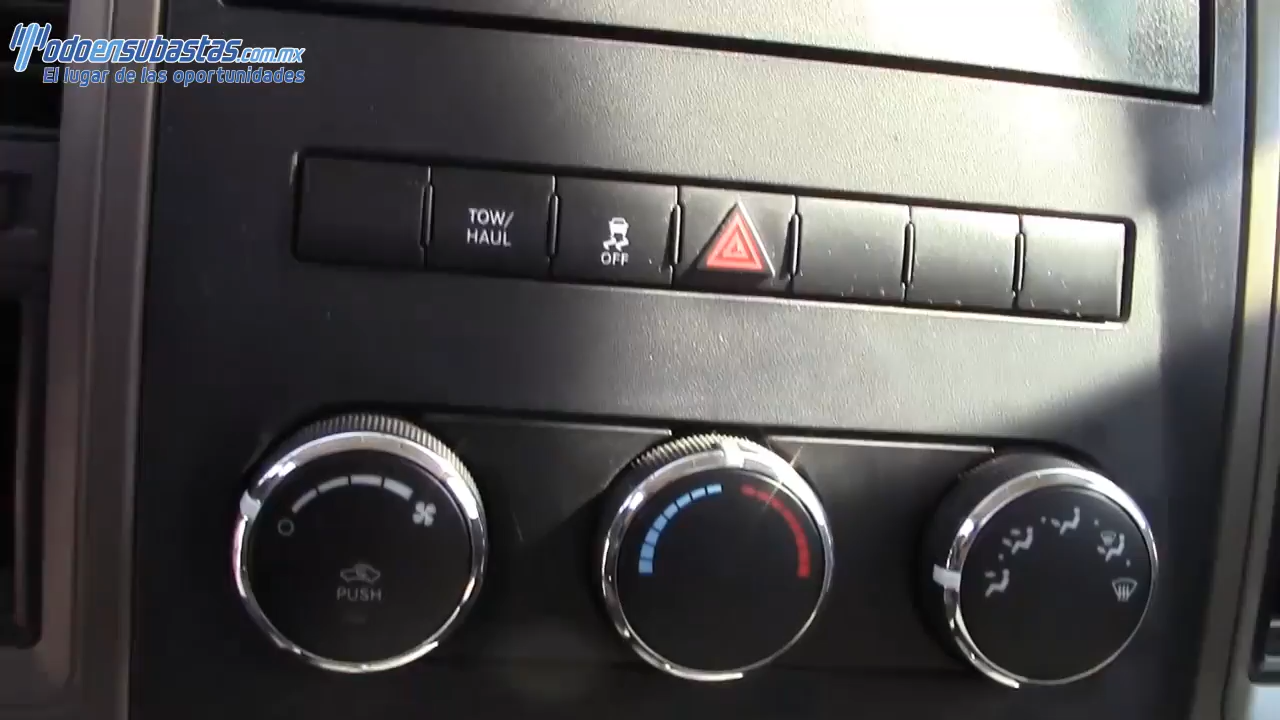 Todoensubastas.com.mx
El lugar de las oportunidades
TOW/
HAUL
OFF
PUSH